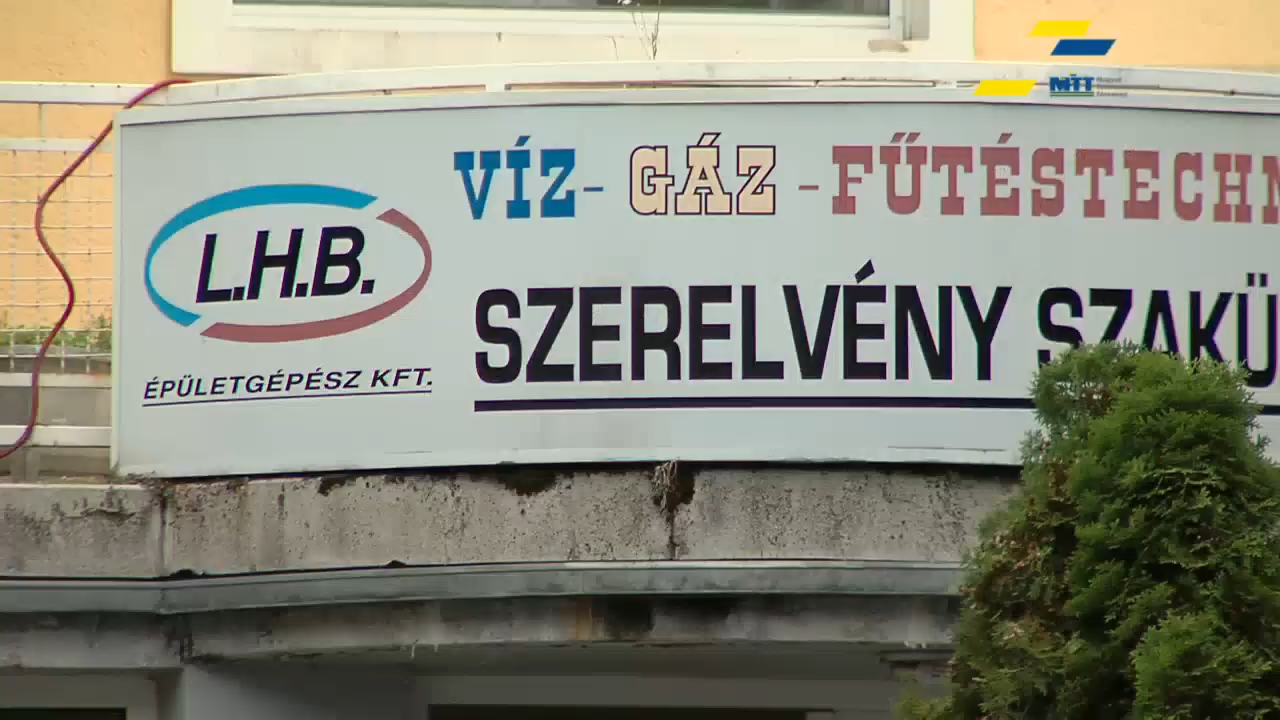 MTT
VÍZ- GÁZ -FŰTÉSTECHN
L.H.B.
SZERELVÉNY SZAKÜ
ÉPÜLETGÉPÉSZ KFT.